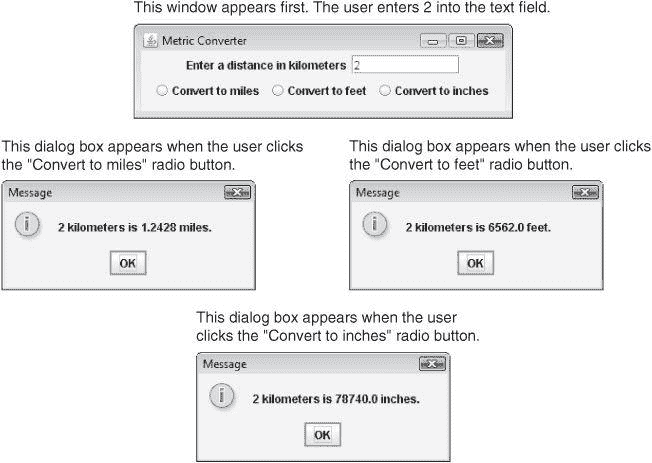 This window appears first. The user enters 2 into the text field.
Metric Converter
Enter a distance in kilometers 2
Convert to miles Convert to feet Convert to inches
This dialog box appears when the user clicks
the "Convert to miles" radio button.
This dialog box appears when the user clicks
the "Convert to feet" radio button.
Message
2 kilometers is 1.2428 miles.
OK
Message
2 kilometers is 6562.0 feet.
OK
This dialog box appears when the user
clicks the "Convert to inches" radio button.
Message
2 kilometers is 78740.0 inches.
OK